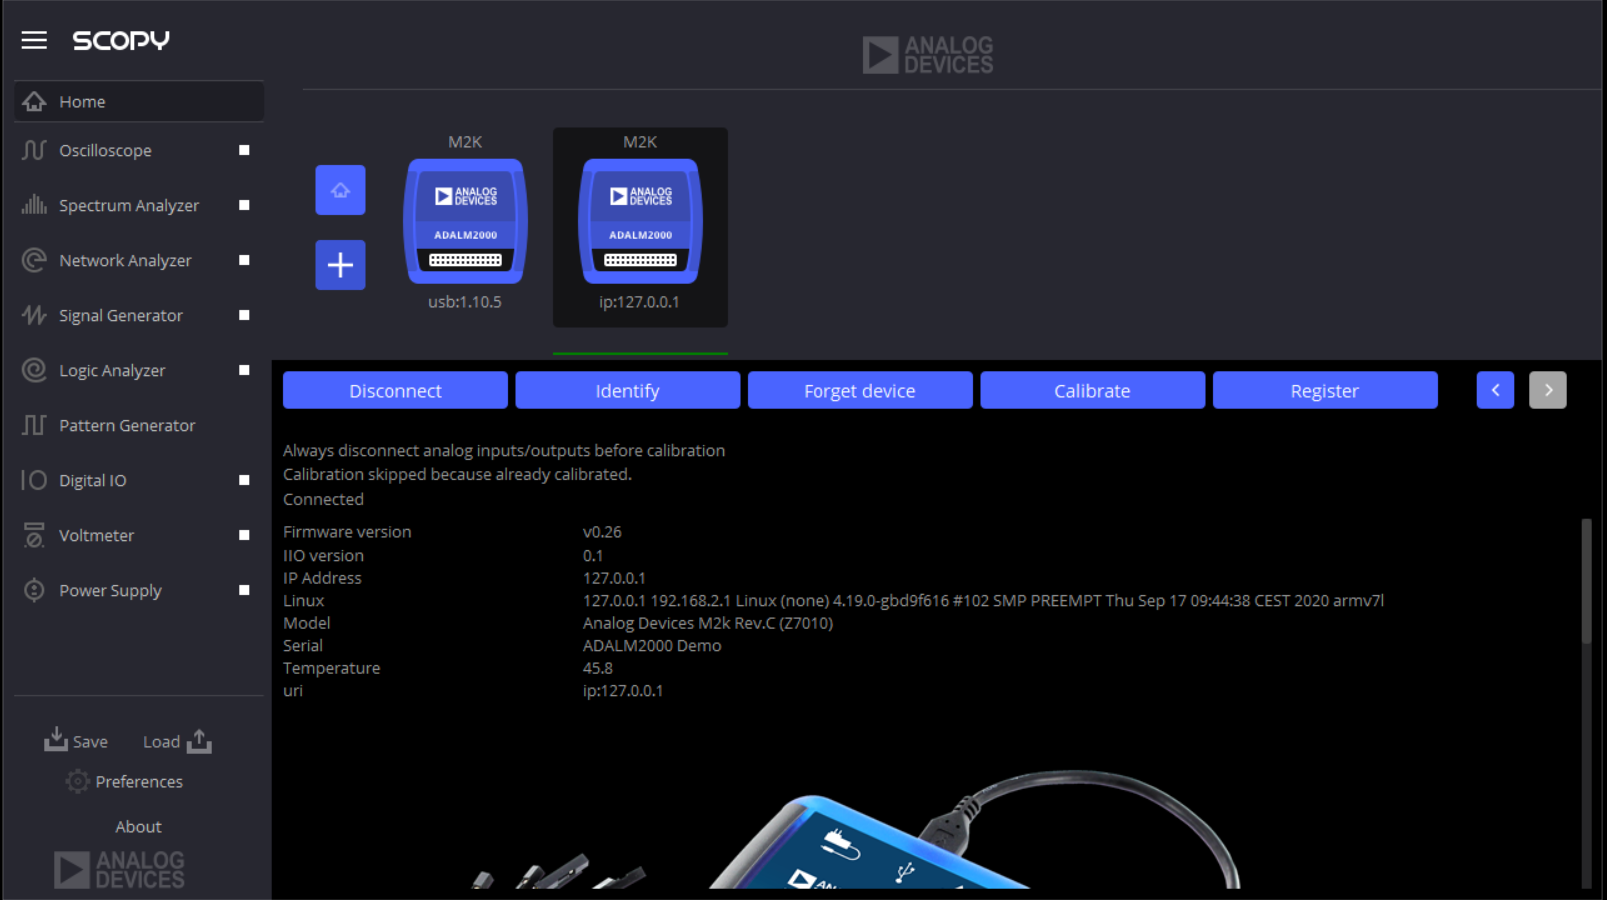 SCOPY
ANALOG
DEVICES
Home
Oscilloscope
Spectrum Analyzer
Network Analyzer
Signal Generator
Logic Analyzer
Pattern Generator
Digital IO
Voltmeter
Power Supply
Save Load
Preferences
About
ANALOG
DEVICES
M2K
ANALOG
DEVICES
ADALM2000
usb:1.10.5
M2K
ANALOG
DEVICES
ADALM2000
ip:127.0.0.1
Disconnect Identify Forget device Calibrate Register
Always disconnect analog inputs/outputs before calibration
Calibration skipped because already calibrated.
Connected
Firmware version v0.26
IIO version 0.1
IP Address 127.0.0.1
Linux 127.0.0.1 192.168.2.1 Linux (none) 4.19.0-gbd9f616 #102 SMP PREEMPT Thu Sep 17 09:44:38 CEST 2020 armv7l
Model Analog Devices M2k Rev.C (Z7010)
Serial ADALM2000 Demo
Temperature 45.8
uri ip:127.0.0.1